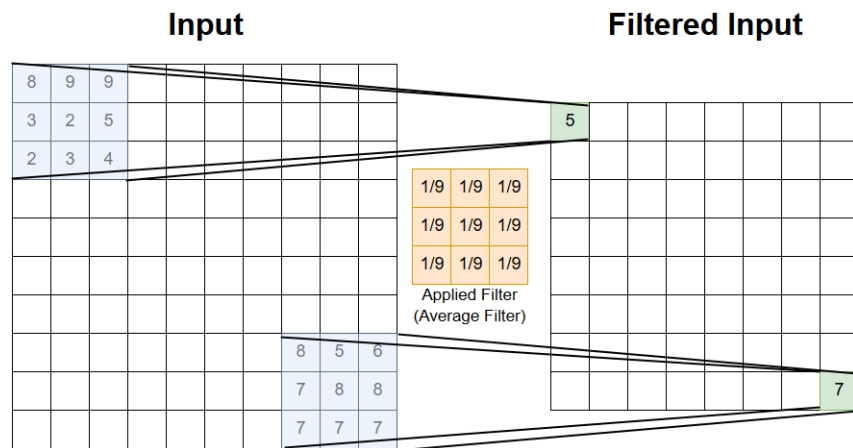 Input
Filtered Input
8 9 9
3 2 5
2 3 4
5
1/9 1/9 1/9
1/9 1/9 1/9
1/9 1/9 1/9
Applied Filter
(Average Filter)
8 5 6
7 8 8
7 7 7
7